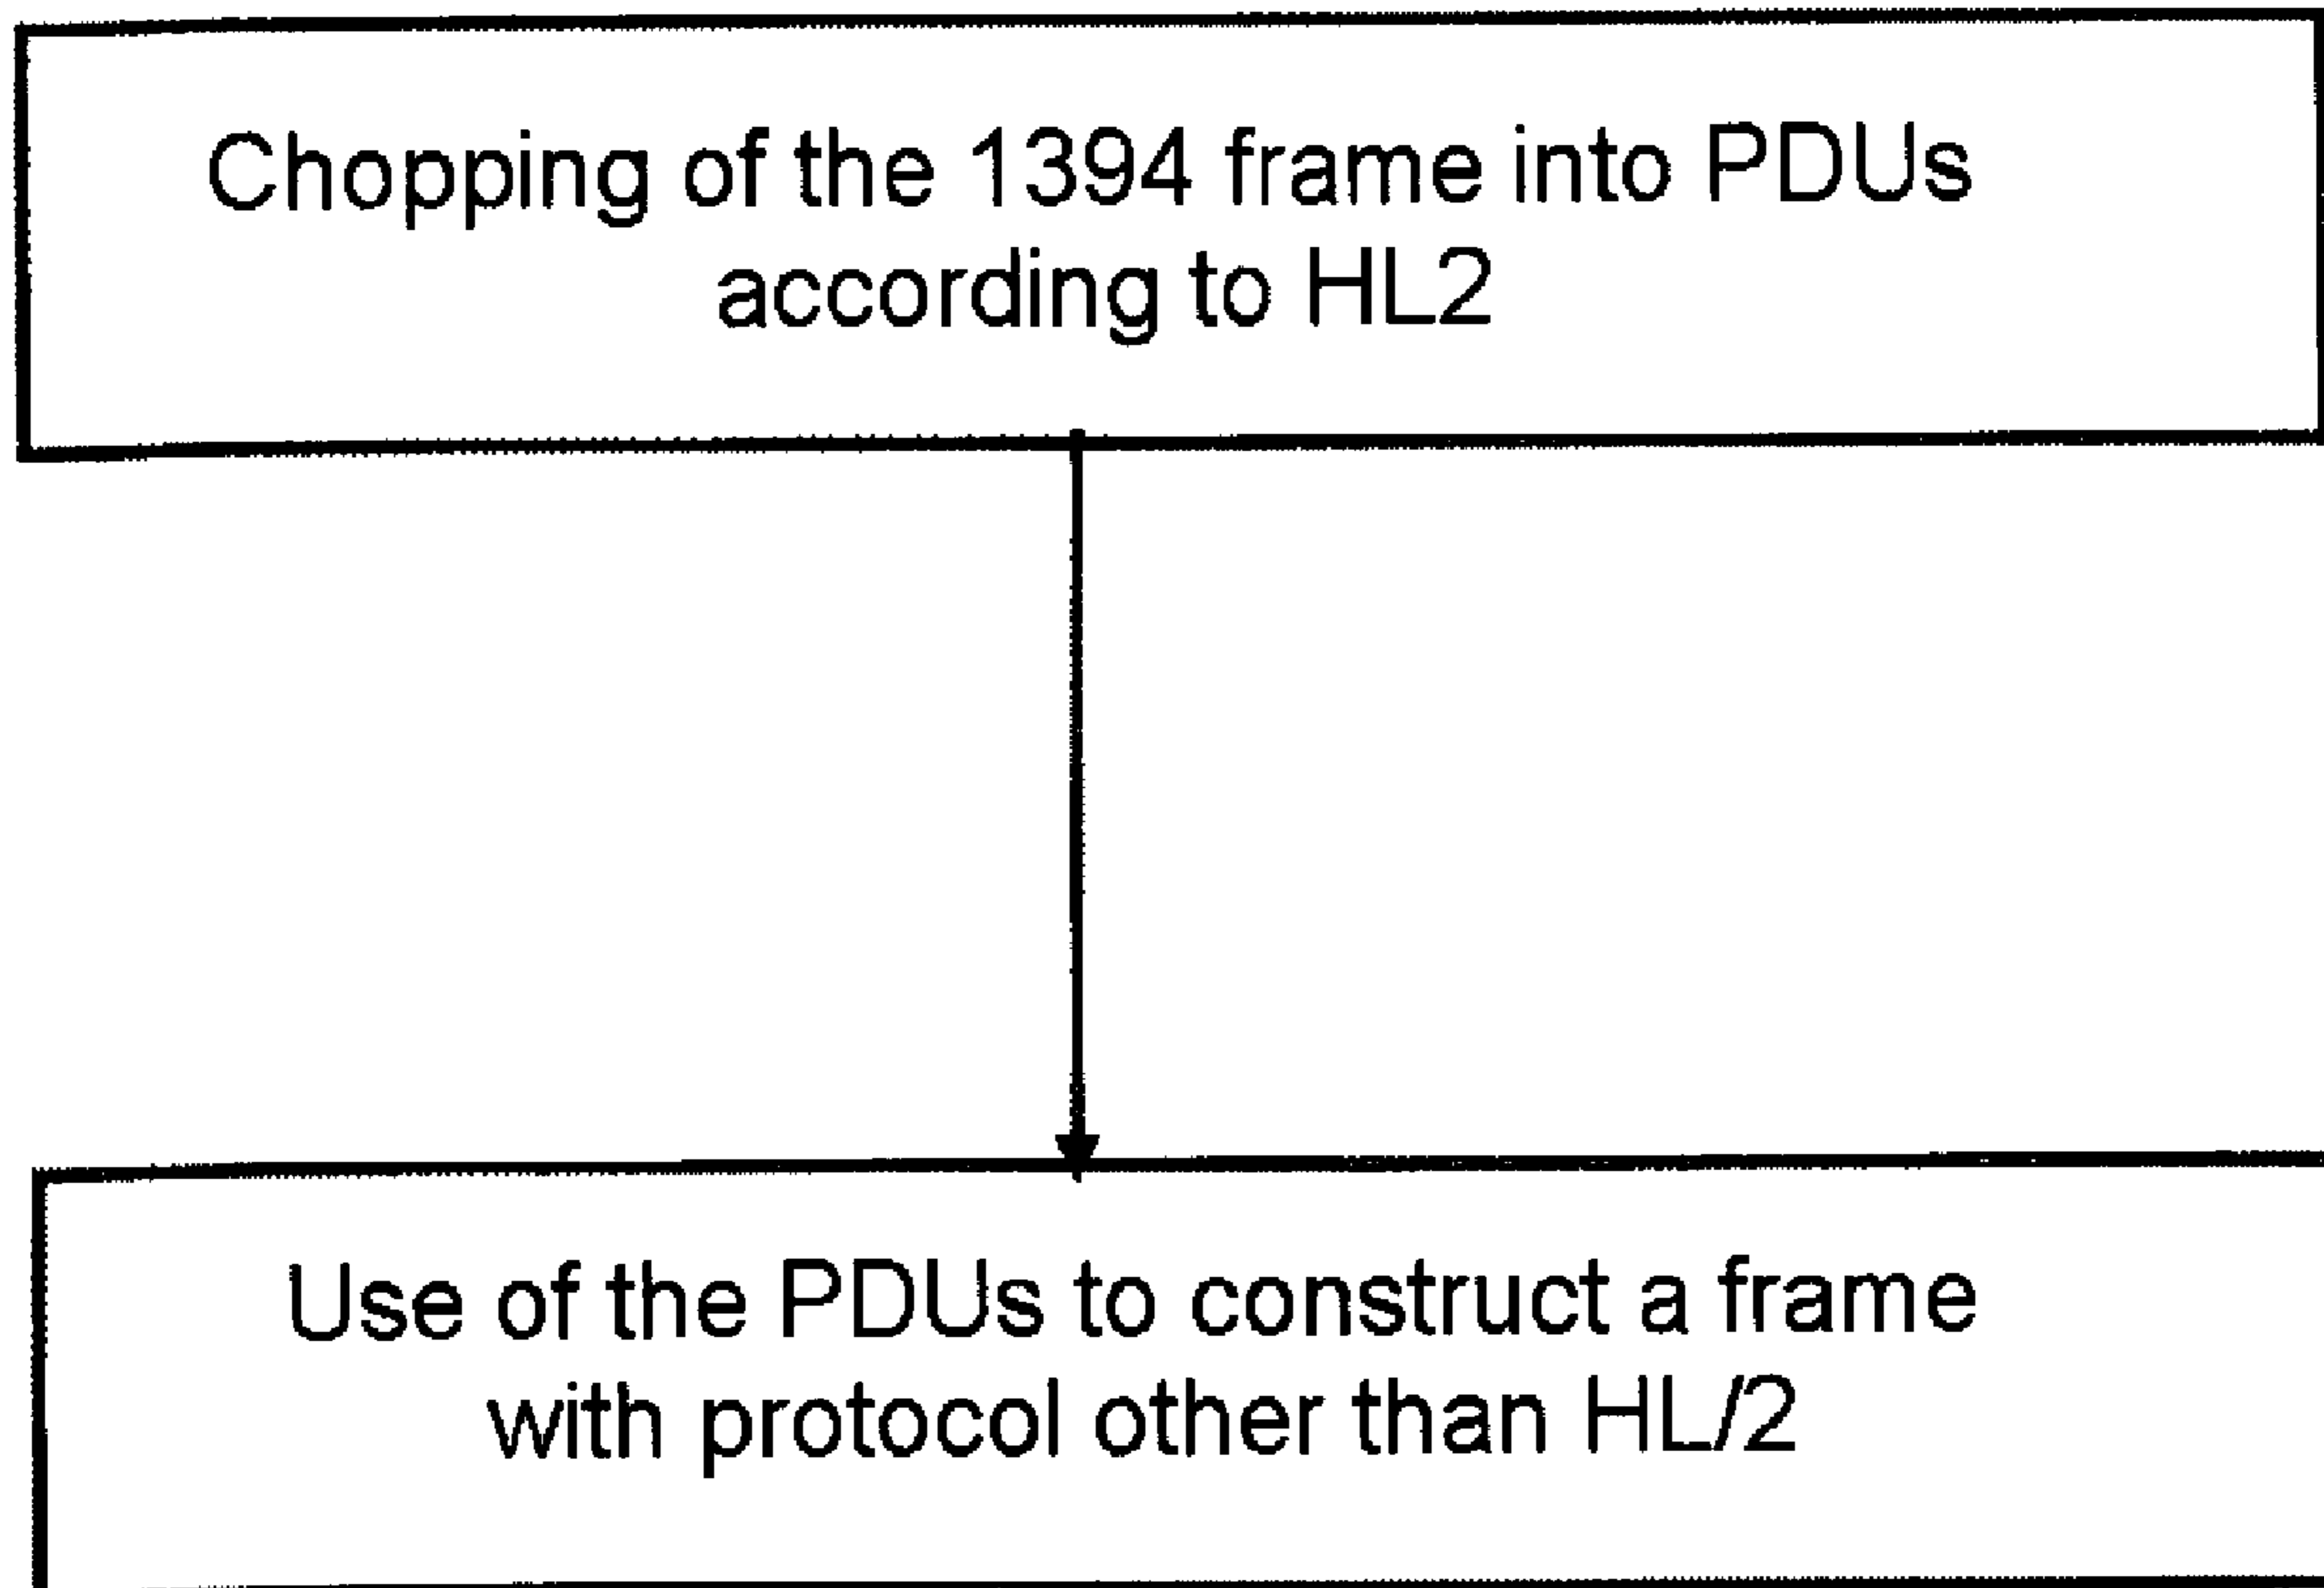 Chopping of the 1394 frame into PDUs
according to HL2
Use of the PDUs to construct a frame
with protocol other than HL/2